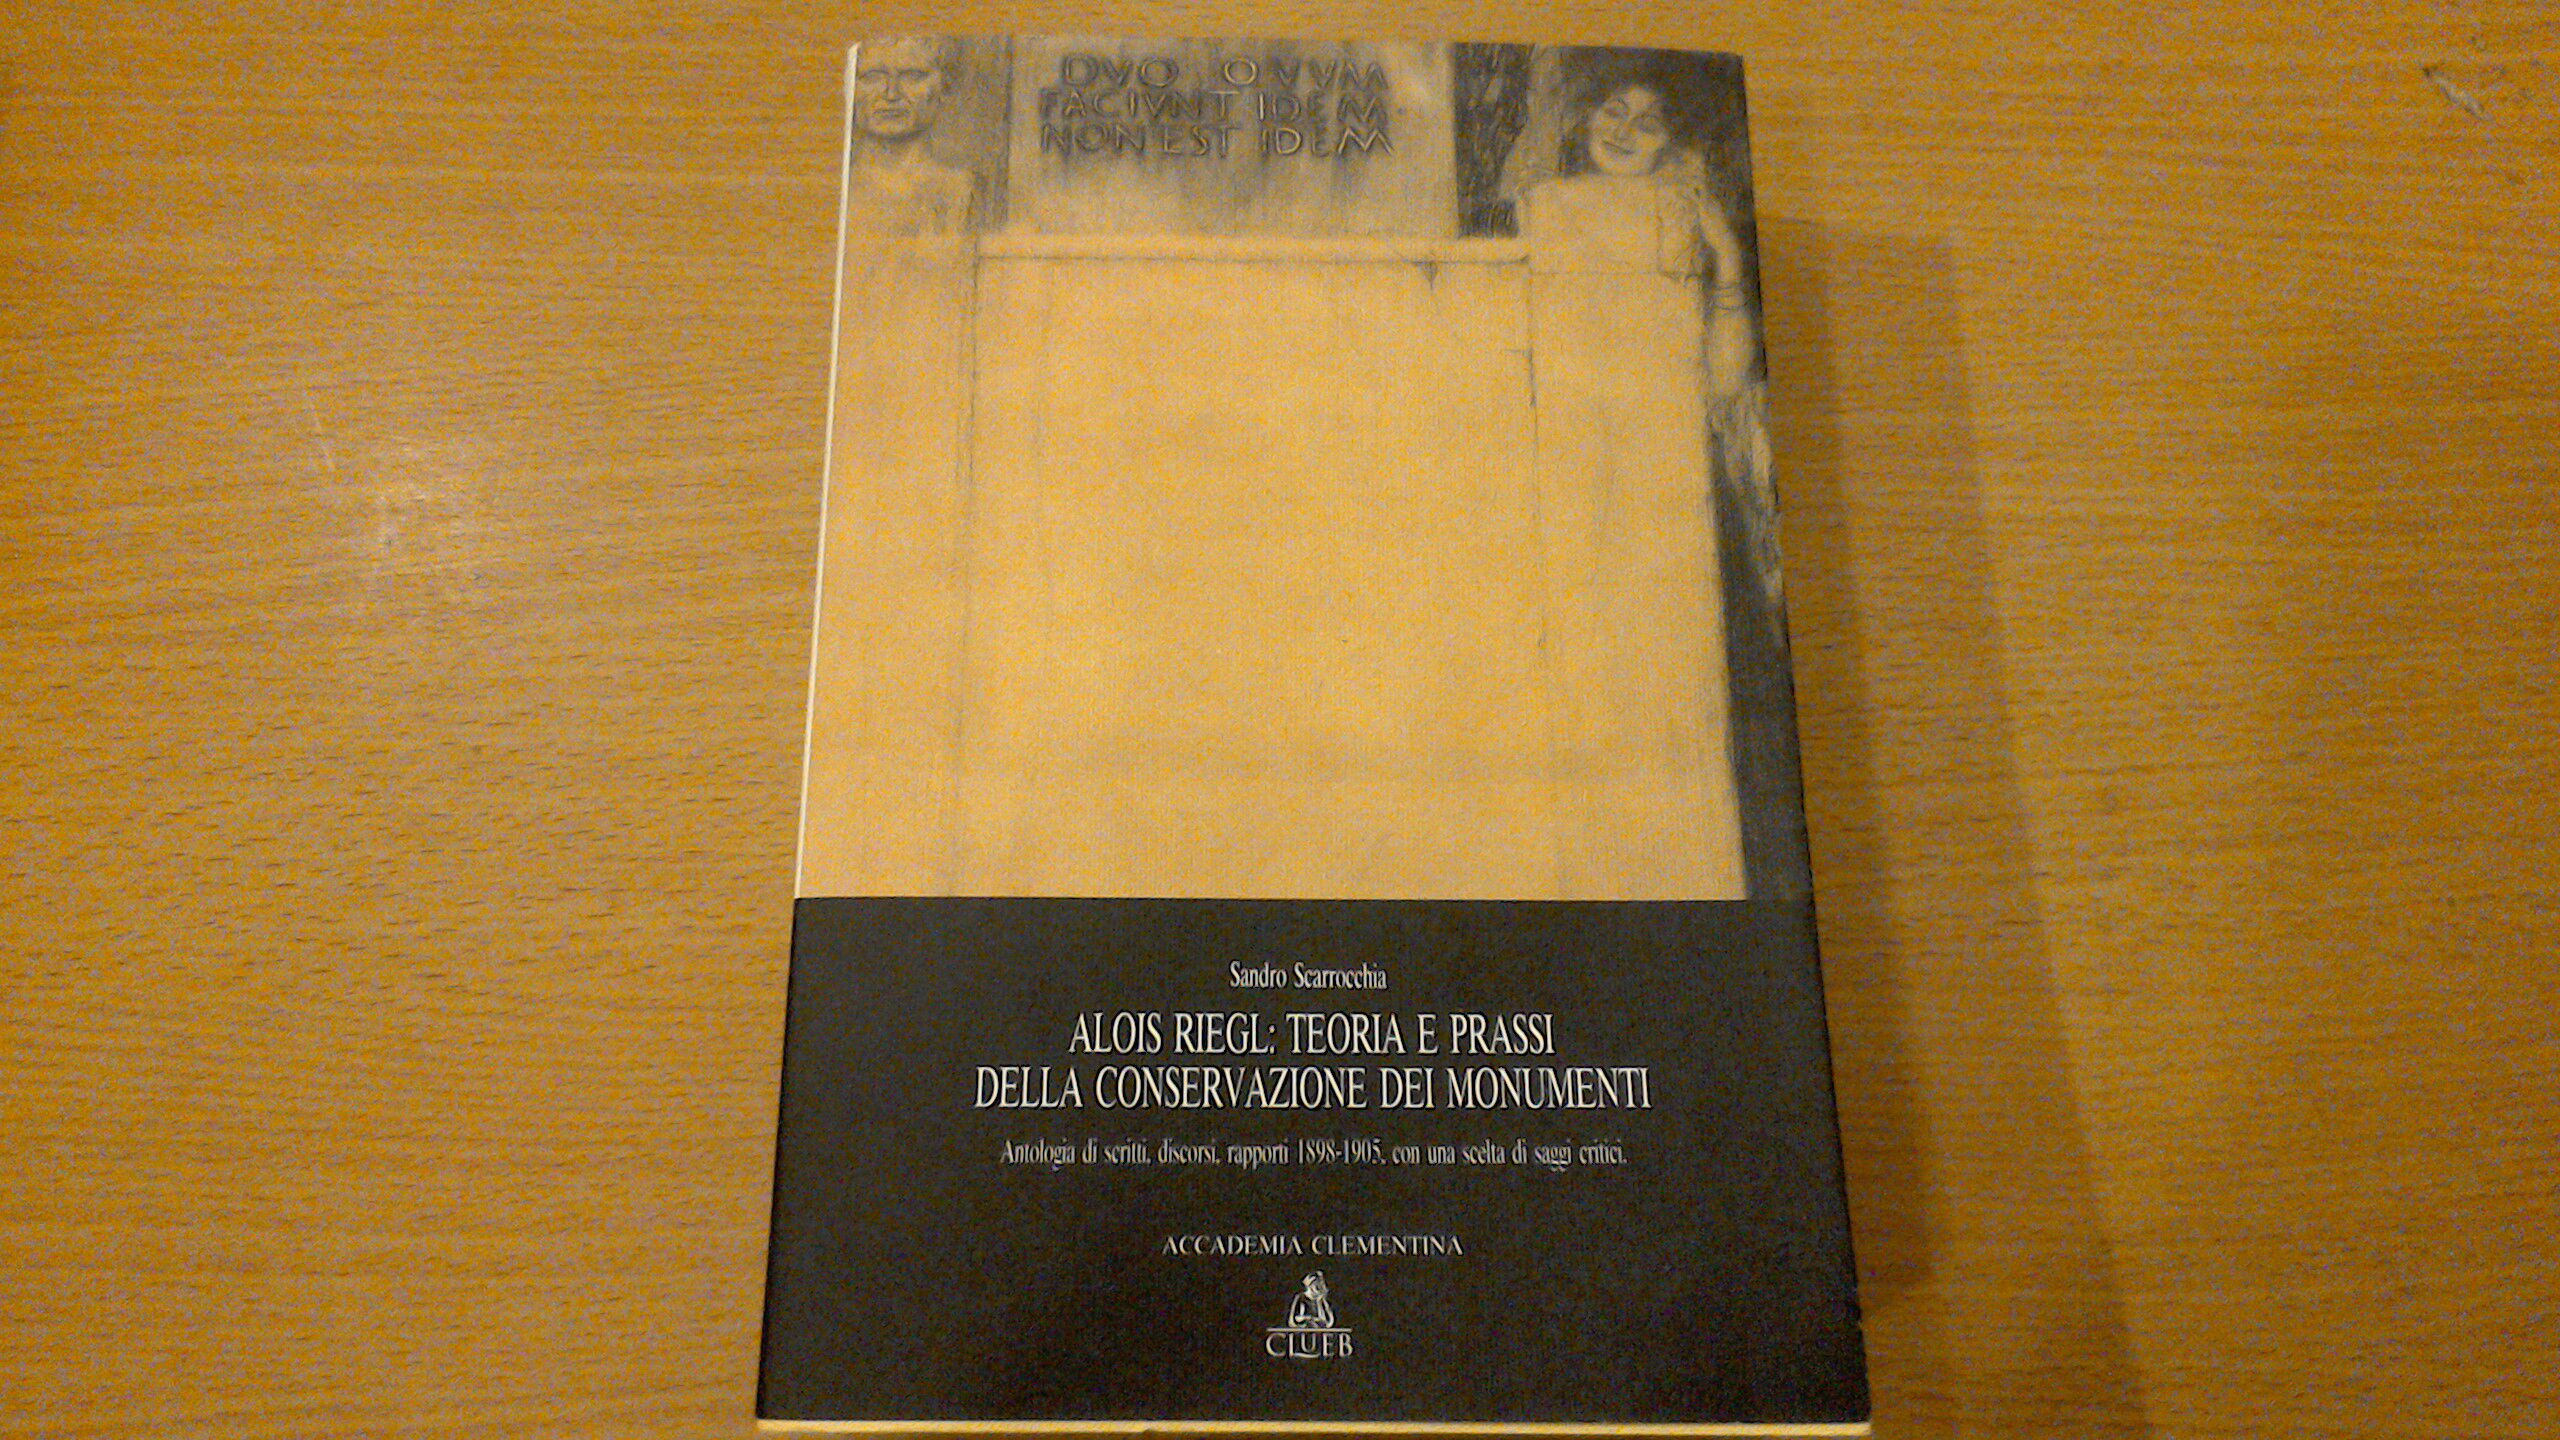 DVO OVVM
FACIVNT IDEM
NON EST IDEM
Sandro Scarrocchia
ALOIS RIEGL: TEORIA E PRASSI
DELLA CONSERVAZIONE DEI MONUMENTI
Antologia di scritti, discorsi, rapporti 1898-1905, con una scelta di saggi critici.
ACCADEMIA CLEMENTINA
CLUEB